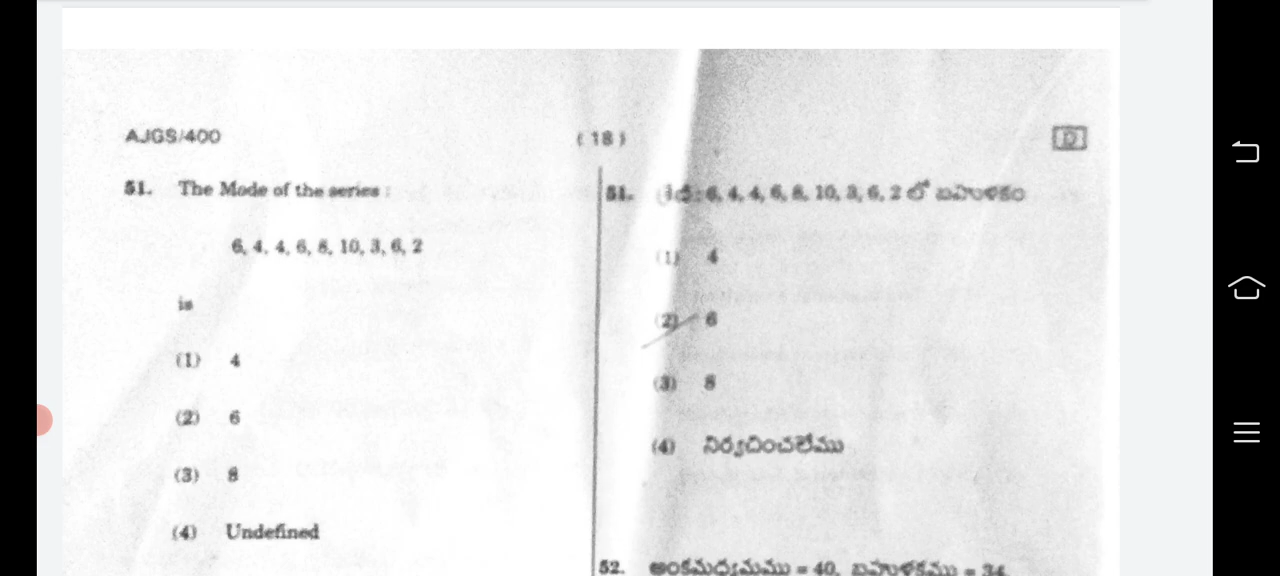 AJGS/400
( 18 )
D
51. The Mode of the series :
6, 4, 4, 6, 8, 10, 3, 6, 2
is
(1) 4
(2) 6
(3) 8
(4) Undefined
51. శ్రేఢి : 6, 4, 4, 6, 8, 10, 3, 6, 2 లో బహుళకం
(1) 4
(2) 6
(3) 8
(4) నిర్వచించలేము
52. అంకమధ్యమము = 40, బహుళకము = 34,